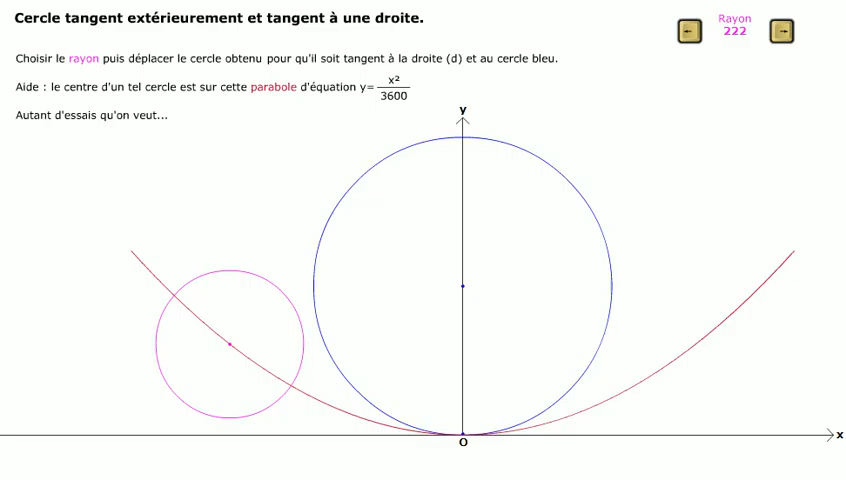 Cercle tangent extérieurement et tangent à une droite.
Rayon
222
Choisir le rayon puis déplacer le cercle obtenu pour qu'il soit tangent à la droite (d) et au cercle bleu.
Aide : le centre d'un tel cercle est sur cette parabole d'équation y= x²/3600
Autant d'essais qu'on veut...
y
x
O